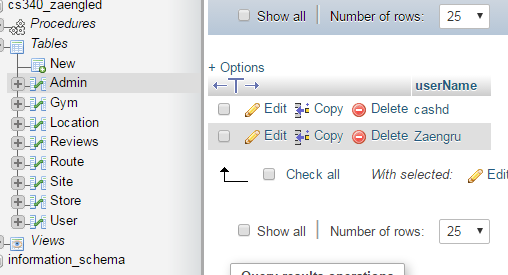 cs340_zaengled
Procedures
Tables
New
Admin
Gym
Location
Reviews
Route
Site
Store
User
Views
information_schema
Show all Number of rows: 25
+ Options
userName
Edit Copy Delete cashd
Edit Copy Delete Zaengru
Check all With selected: Edit
Show all Number of rows: 25
Query results operations